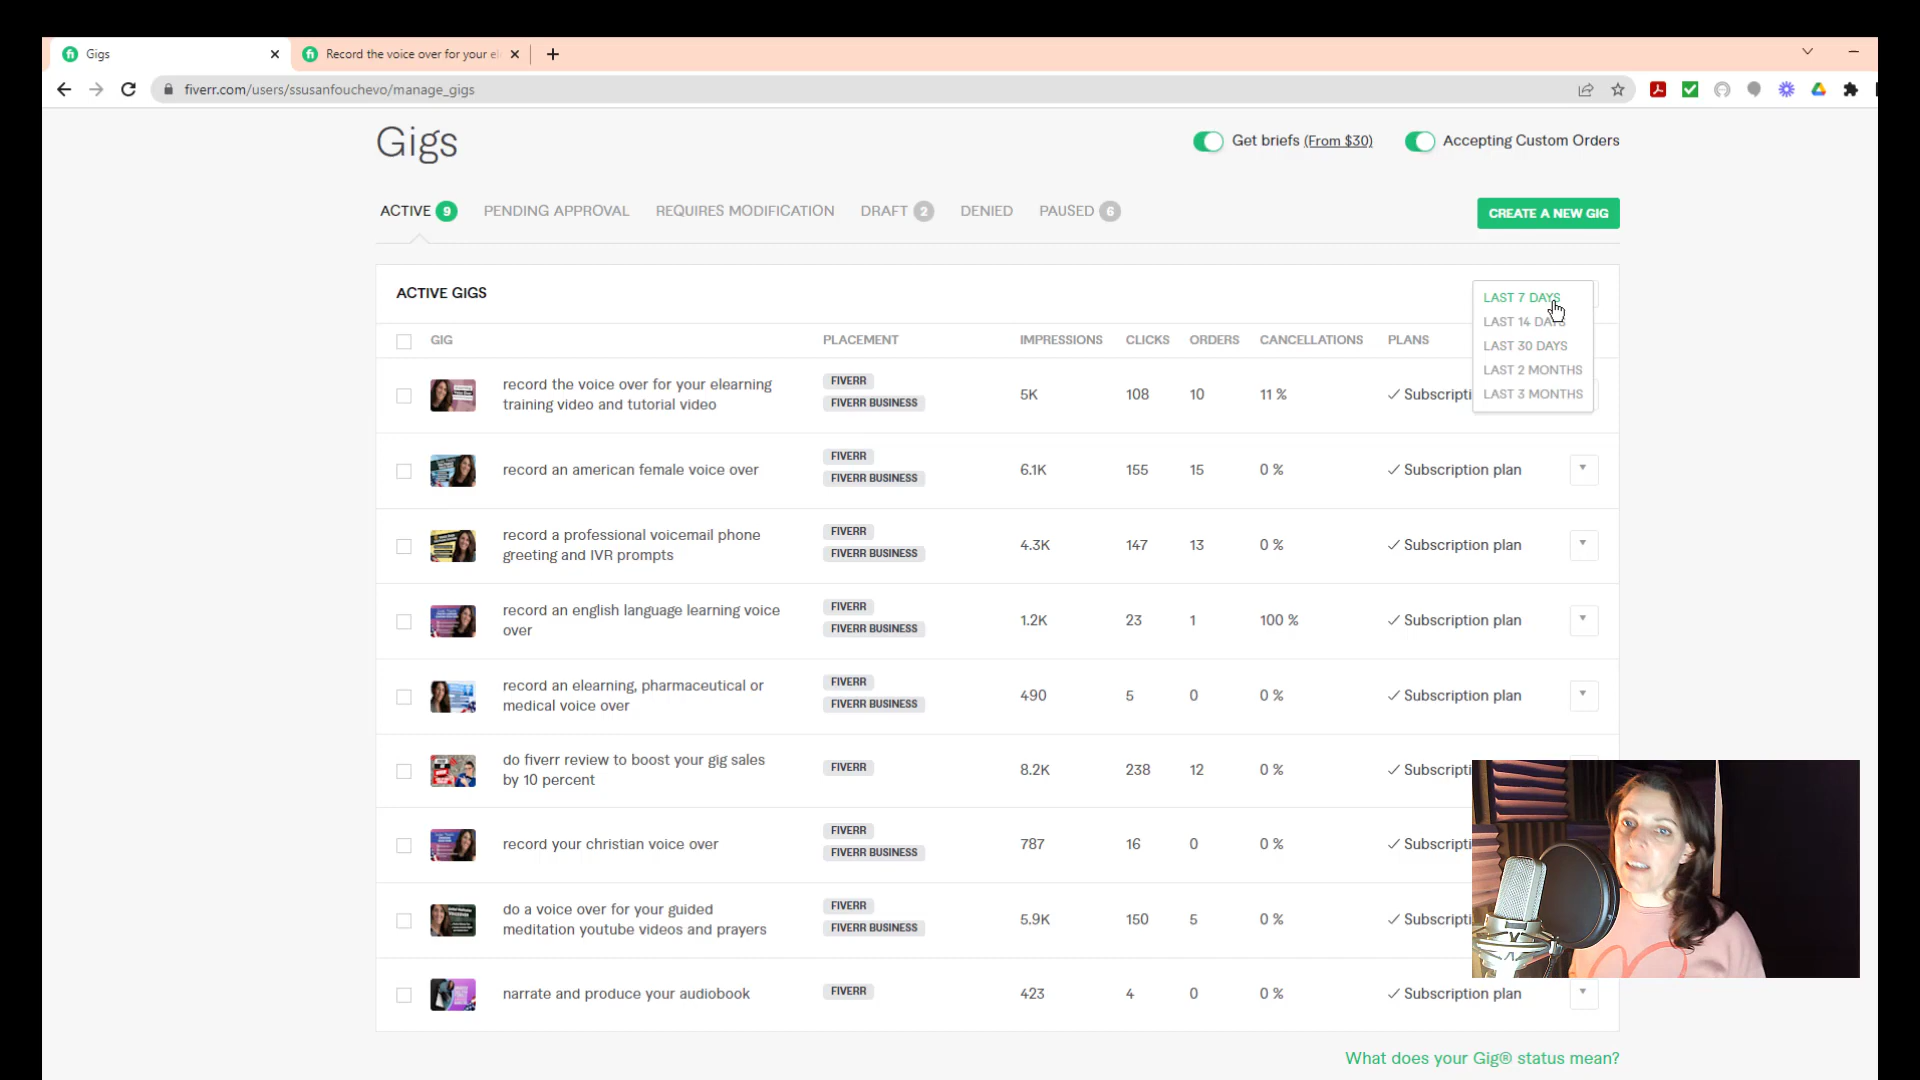 Gigs
Record the voice over for your el
fiverr.com/users/ssusanfouchevo/manage_gigs
Gigs
Get briefs (From $30)
Accepting Custom Orders
ACTIVE 9
PENDING APPROVAL
REQUIRES MODIFICATION
DRAFT 2
DENIED
PAUSED 6
CREATE A NEW GIG
ACTIVE GIGS
LAST 7 DAYS
LAST 14 DAYS
LAST 30 DAYS
LAST 2 MONTHS
LAST 3 MONTHS
GIG PLACEMENT IMPRESSIONS CLICKS ORDERS CANCELLATIONS PLANS
record the voice over for your elearning
training video and tutorial video
FIVERR
FIVERR BUSINESS
5K 108 10 11 % Subscripti
record an american female voice over
FIVERR
FIVERR BUSINESS
6.1K 155 15 0 % Subscription plan
record a professional voicemail phone
greeting and IVR prompts
FIVERR
FIVERR BUSINESS
4.3K 147 13 0 % Subscription plan
record an english language learning voice
over
FIVERR
FIVERR BUSINESS
1.2K 23 1 100 % Subscription plan
record an elearning, pharmaceutical or
medical voice over
FIVERR
FIVERR BUSINESS
490 5 0 0 % Subscription plan
do fiverr review to boost your gig sales
by 10 percent
FIVERR
8.2K 238 12 0 % Subscripti
record your christian voice over
FIVERR
FIVERR BUSINESS
787 16 0 0 % Subscripti
do a voice over for your guided
meditation youtube videos and prayers
FIVERR
FIVERR BUSINESS
5.9K 150 5 0 % Subscripti
narrate and produce your audiobook
FIVERR
423 4 0 0 % Subscription plan
What does your Gig® status mean?